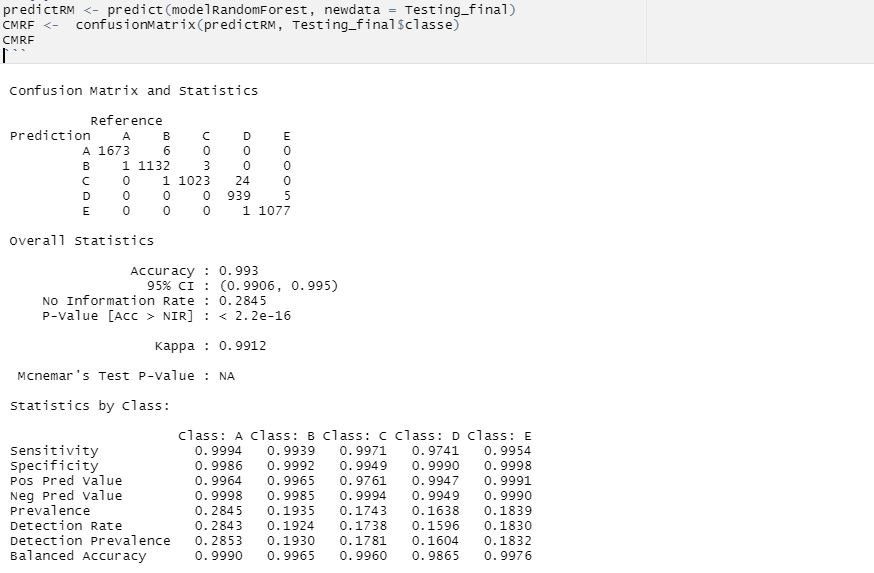 predictRM <- predict(modelRandomForest, newdata = Testing_final)
CMRF <-  confusionMatrix(predictRM, Testing_final$classe)
CMRF
```
Confusion Matrix and Statistics
Reference
Prediction    A    B    C    D    E
A 1673    6    0    0    0
B    1 1132    3    0    0
C    0    1 1023   24    0
D    0    0    0  939    5
E    0    0    0    1 1077
Overall Statistics
Accuracy : 0.993
95% CI : (0.9906, 0.995)
No Information Rate : 0.2845
P-Value [Acc > NIR] : < 2.2e-16
Kappa : 0.9912
Mcnemar's Test P-Value : NA
Statistics by Class:
Class: A Class: B Class: C Class: D Class: E
Sensitivity            0.9994   0.9939   0.9971   0.9741   0.9954
Specificity            0.9986   0.9992   0.9949   0.9990   0.9998
Pos Pred Value         0.9964   0.9965   0.9761   0.9947   0.9991
Neg Pred Value         0.9998   0.9985   0.9994   0.9949   0.9990
Prevalence             0.2845   0.1935   0.1743   0.1638   0.1839
Detection Rate         0.2843   0.1924   0.1738   0.1596   0.1830
Detection Prevalence   0.2853   0.1930   0.1781   0.1604   0.1832
Balanced Accuracy      0.9990   0.9965   0.9960   0.9865   0.9976